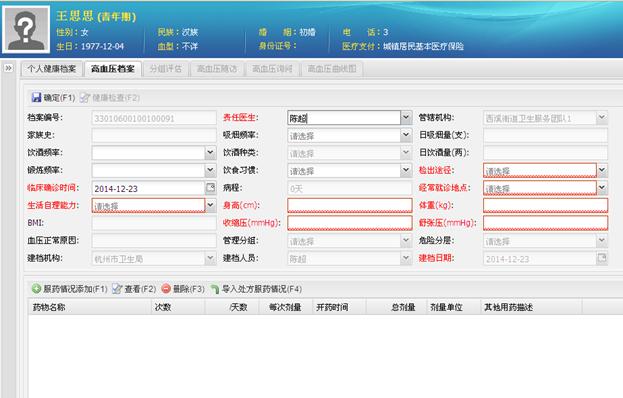 王思思 (青年期)
性别：女 民族：汉族 婚 姻：初婚 电 话：3
生日：1977-12-04 血型：不详 身份证号： 医疗支付：城镇居民基本医疗保险
个人健康档案 高血压档案 分组评估 高血压随访 高血压询问 高血压曲线图
确定(F1) 健康检查(F2)
档案编号: 33010600100100091 责任医生: 陈超 管辖机构: 西溪街道卫生服务团队1
家族史: 吸烟频率: 请选择 日吸烟量(支):
饮酒频率: 饮酒种类: 请选择 日饮酒量(两):
锻炼频率: 饮食习惯: 请选择 检出途径: 请选择
临床确诊时间: 2014-12-23 病程: 0天 经常就诊地点: 请选择
生活自理能力: 请选择 身高(cm): 体重(kg):
BMI: 收缩压(mmHg): 舒张压(mmHg):
血压正常原因: 管理分组: 请选择 危险分层: 请选择
建档机构: 杭州市卫生局 建档人员: 陈超 建档日期: 2014-12-23
服药情况添加(F1) 查看(F2) 删除(F3) 导入处方服药情况(F4)
药物名称 次数 /天数 每次剂量 开药时间 总剂量 剂量单位 其他用药描述